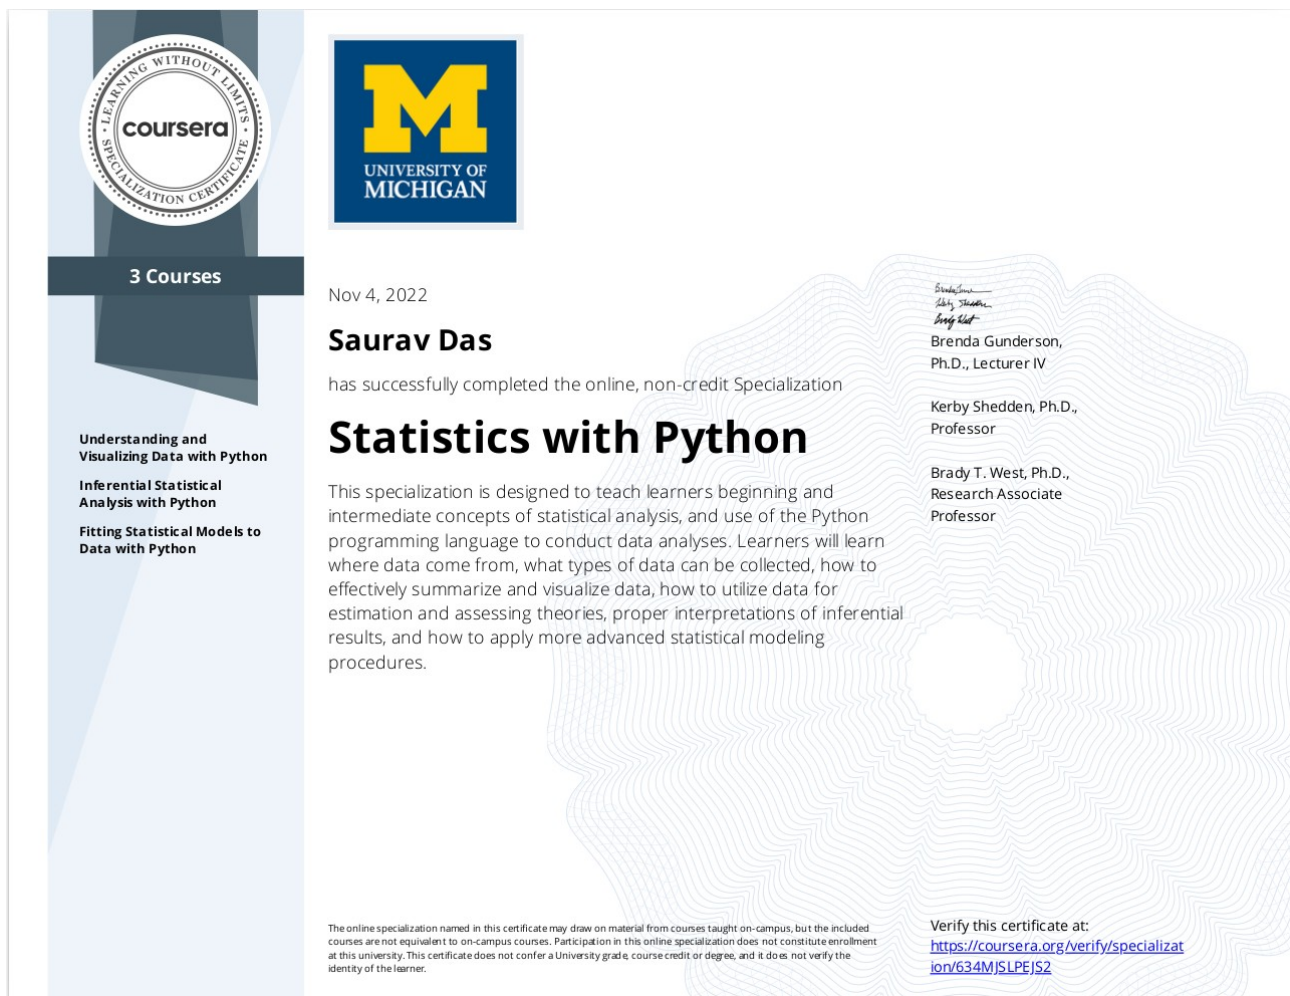 LEARNING WITHOUT LIMITS
coursera
SPECIALIZATION CERTIFICATE
3 Courses
Understanding and
Visualizing Data with Python
Inferential Statistical
Analysis with Python
Fitting Statistical Models to
Data with Python
M
UNIVERSITY OF
MICHIGAN
Nov 4, 2022
Saurav Das
has successfully completed the online, non-credit Specialization
Statistics with Python
This specialization is designed to teach learners beginning and
intermediate concepts of statistical analysis, and use of the Python
programming language to conduct data analyses. Learners will learn
where data come from, what types of data can be collected, how to
effectively summarize and visualize data, how to utilize data for
estimation and assessing theories, proper interpretations of inferential
results, and how to apply more advanced statistical modeling
procedures.
Brenda Gunderson,
Ph.D., Lecturer IV
Kerby Shedden, Ph.D.,
Professor
Brady T. West, Ph.D.,
Research Associate
Professor
The online specialization named in this certificate may draw on material from courses taught on-campus, but the included
courses are not equivalent to on-campus courses. Participation in this online specialization does not constitute enrollment
at this university. This certificate does not confer a University grade, course credit or degree, and it does not verify the
identity of the learner.
Verify this certificate at:
https://coursera.org/verify/specializat
ion/634MJSLPEJS2